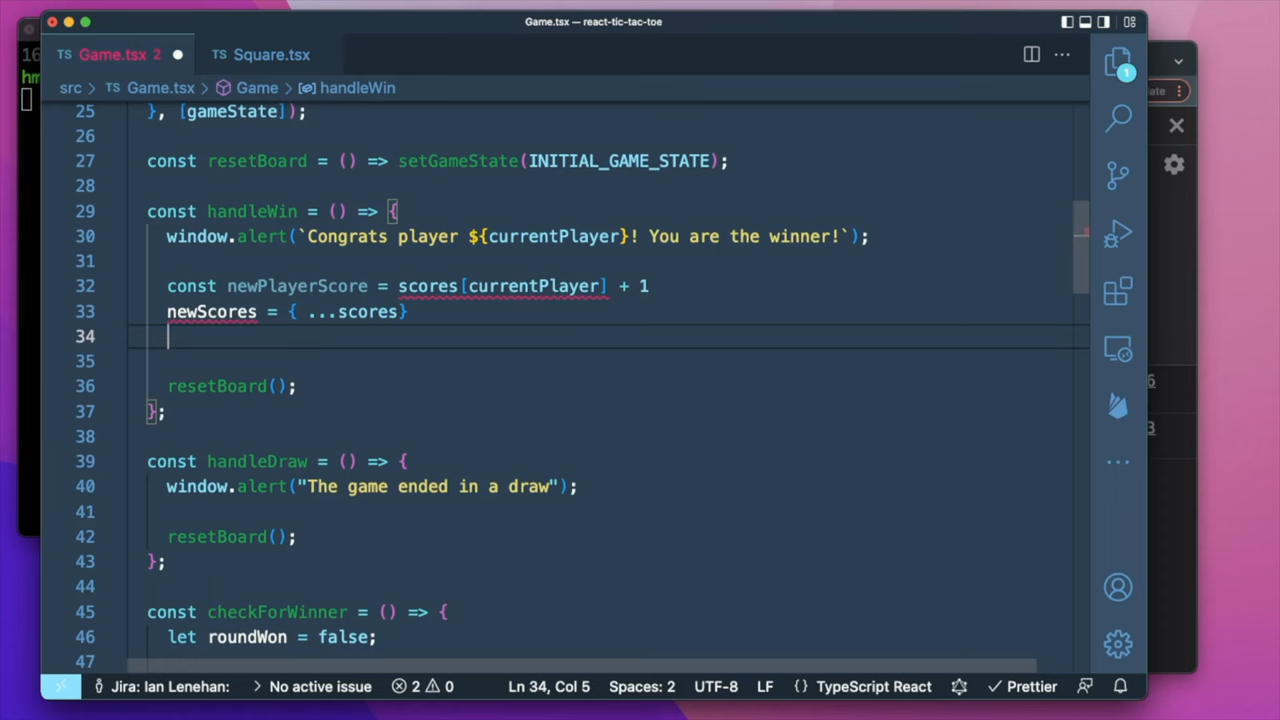 Game.tsx — react-tic-tac-toe
16
hm
TS Game.tsx 2 TS Square.tsx
src > TS Game.tsx > Game > handleWin
1
25 }, [gameState]);
26
27 const resetBoard = () => setGameState(INITIAL_GAME_STATE);
28
29 const handleWin = () => {
30 window.alert(`Congrats player ${currentPlayer}! You are the winner!`);
31
32 const newPlayerScore = scores[currentPlayer] + 1
33 newScores = { ...scores}
34
35
36 resetBoard();
37 };
38
39 const handleDraw = () => {
40 window.alert("The game ended in a draw");
41
42 resetBoard();
43 };
44
45 const checkForWinner = () => {
46 let roundWon = false;
47
Jira: Ian Lenehan: > No active issue 2 0 Ln 34, Col 5 Spaces: 2 UTF-8 LF {} TypeScript React Prettier